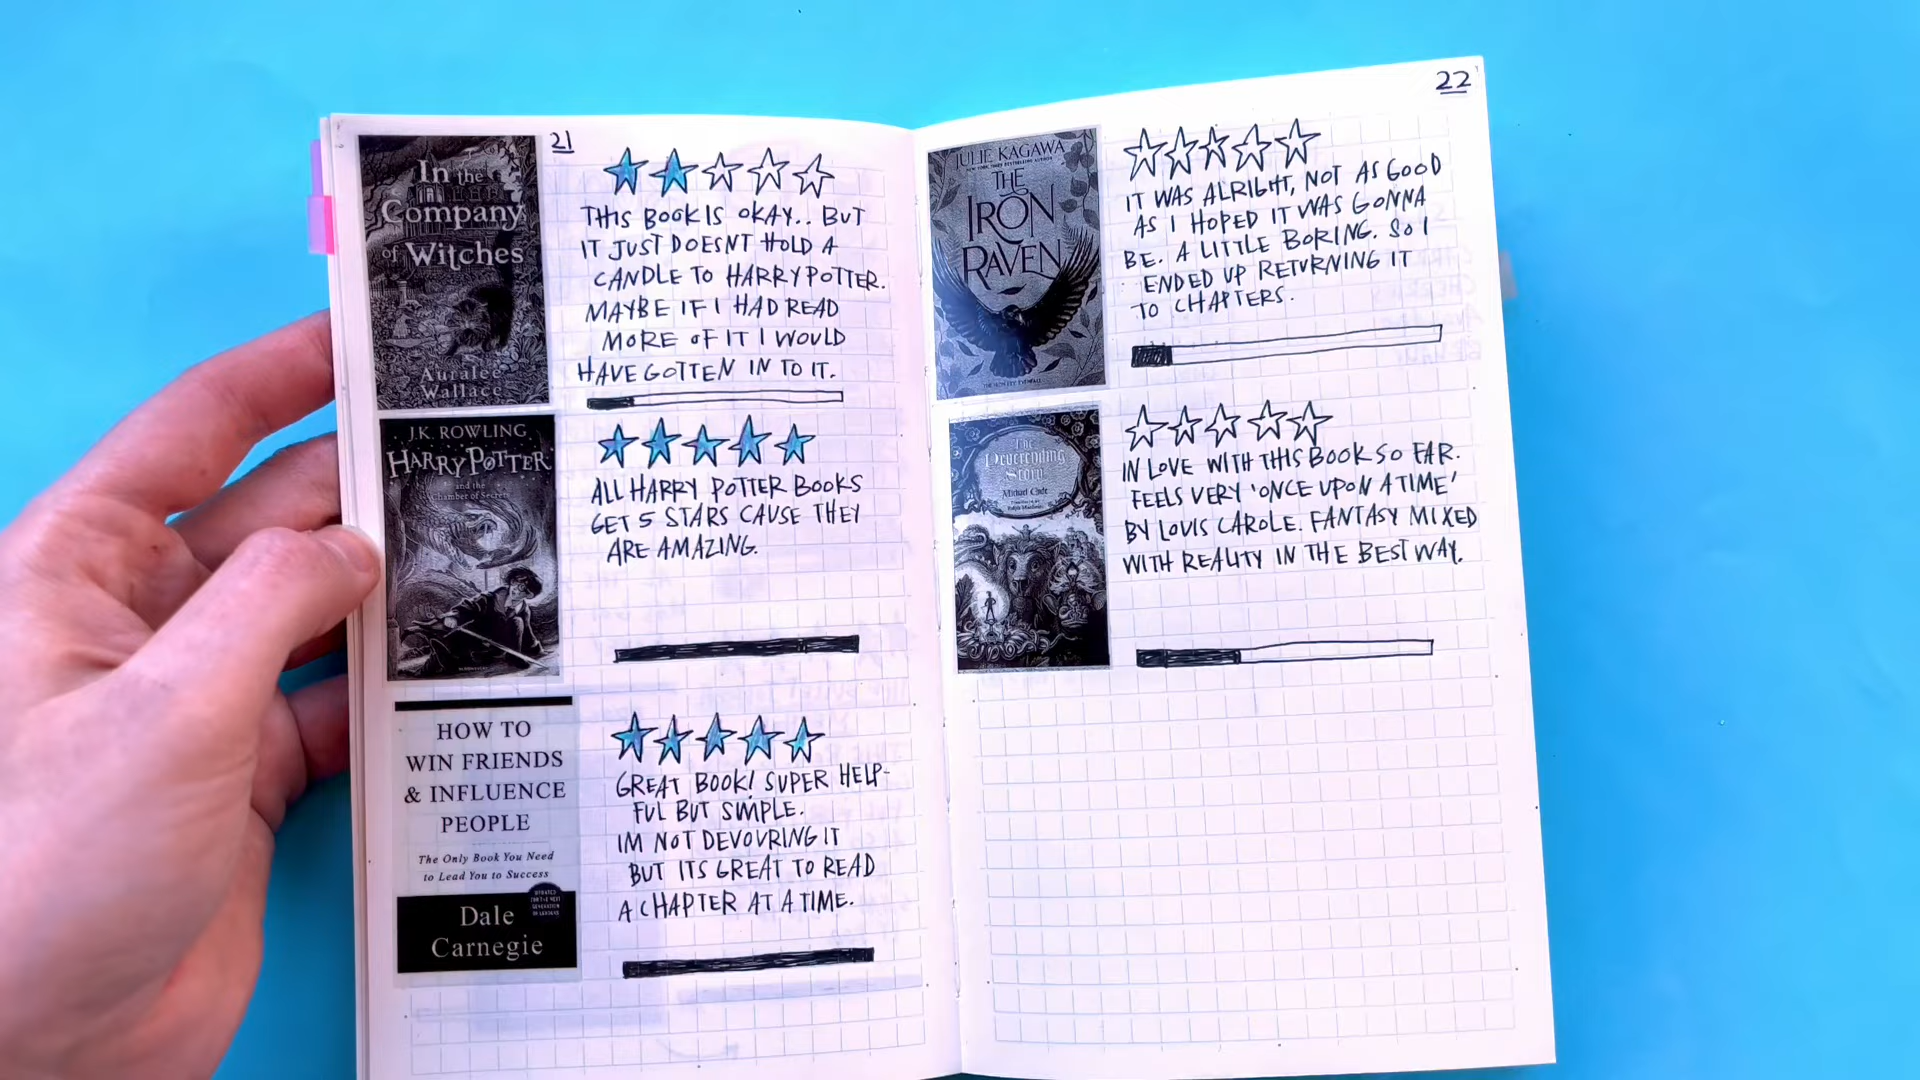 21
In the
Company
of Witches
Auralee
Wallace
THIS BOOK IS OKAY.. BUT
IT JUST DOESNT HOLD A
CANDLE TO HARRY POTTER.
MAYBE IF I HAD READ
MORE OF IT I WOULD
HAVE GOTTEN IN TO IT.
J.K. ROWLING
HARRY POTTER
and the
Chamber of Secrets
ALL HARRY POTTER BOOKS
GET 5 STARS CAUSE THEY
ARE AMAZING.
HOW TO
WIN FRIENDS
& INFLUENCE
PEOPLE
The Only Book You Need
to Lead You to Success
UPDATED
FOR THE NEXT
GENERATION
OF LEADERS
Dale
Carnegie
GREAT BOOK! SUPER HELP-
FUL BUT SIMPLE.
IM NOT DEVOURING IT
BUT ITS GREAT TO READ
A CHAPTER AT A TIME.
22
JULIE KAGAWA
THE
IRON
RAVEN
IT WAS ALRIGHT, NOT AS GOOD
AS I HOPED IT WAS GONNA
BE. A LITTLE BORING. SO I
ENDED UP RETURNING IT
TO CHAPTERS.
The
Neverending
Story
Michael Ende
IN LOVE WITH THIS BOOK SO FAR.
FEELS VERY 'ONCE UPON A TIME'
BY LOUIS CAROLE. FANTASY MIXED
WITH REALITY IN THE BEST WAY.